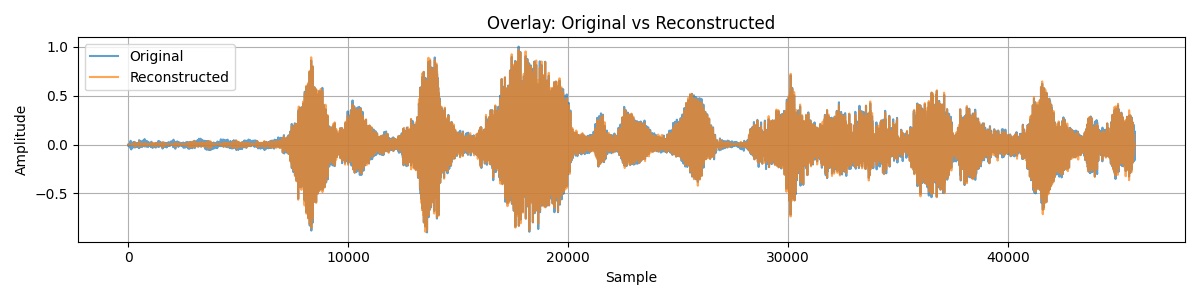 Overlay: Original vs Reconstructed
Original
Reconstructed
1.0
0.5
0.0
−0.5
Amplitude
0 10000 20000 30000 40000
Sample